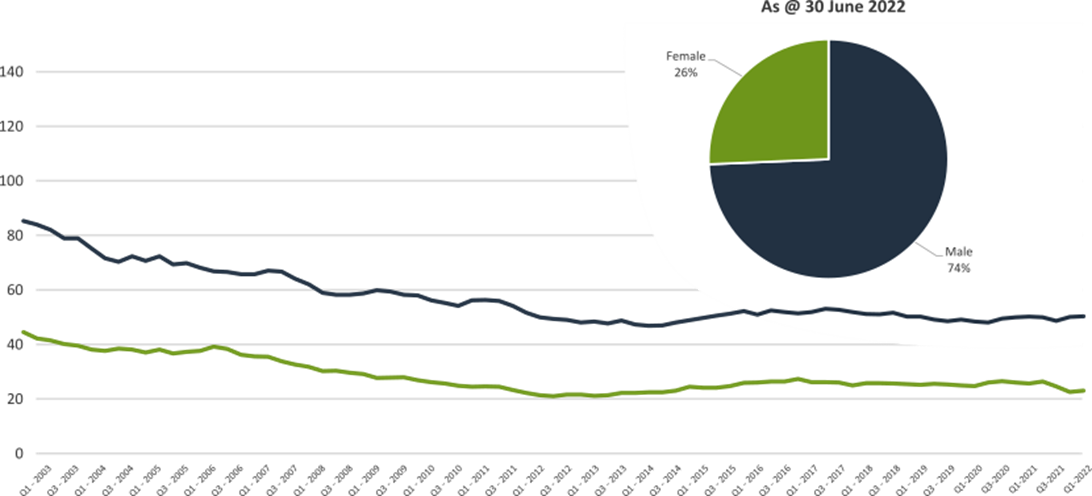 As @ 30 June 2022
Female
26%
Male
74%
140
120
100
80
60
40
20
0
Q1 - 2003
Q3 - 2003
Q1 - 2004
Q3 - 2004
Q1 - 2005
Q3 - 2005
Q1 - 2006
Q3 - 2006
Q1 - 2007
Q3 - 2007
Q1 - 2008
Q3 - 2008
Q1 - 2009
Q3 - 2009
Q1 - 2010
Q3 - 2010
Q1 - 2011
Q3 - 2011
Q1 - 2012
Q3 - 2012
Q1 - 2013
Q3 - 2013
Q1 - 2014
Q3 - 2014
Q1 - 2015
Q3 - 2015
Q1 - 2016
Q3 - 2016
Q1 - 2017
Q3 - 2017
Q1 - 2018
Q3 - 2018
Q1 - 2019
Q3 - 2019
Q1 - 2020
Q3 - 2020
Q1 - 2021
Q3 - 2021
Q1 - 2022